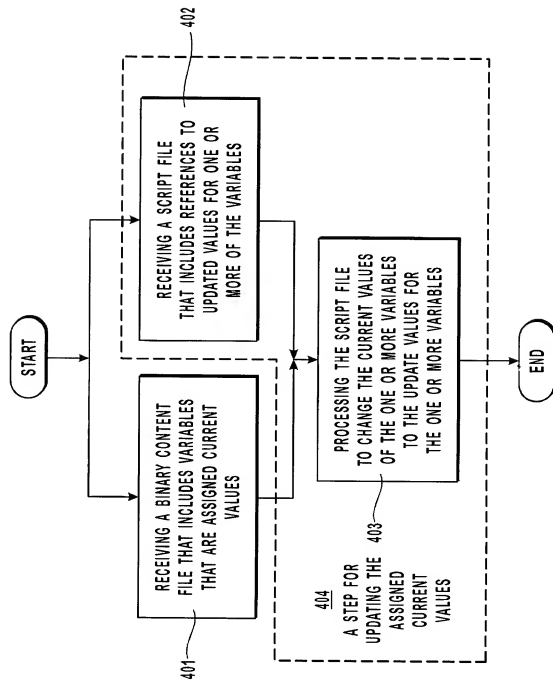 START
RECEIVING A BINARY CONTENT
FILE THAT INCLUDES VARIABLES
THAT ARE ASSIGNED CURRENT
VALUES
401
RECEIVING A SCRIPT FILE
THAT INCLUDES REFERENCES TO
UPDATED VALUES FOR ONE OR
MORE OF THE VARIABLES
402
PROCESSING THE SCRIPT FILE
TO CHANGE THE CURRENT VALUES
OF THE ONE OR MORE VARIABLES
TO THE UPDATE VALUES FOR
THE ONE OR MORE VARIABLES
403
404
A STEP FOR
UPDATING THE
ASSIGNED
CURRENT
VALUES
END